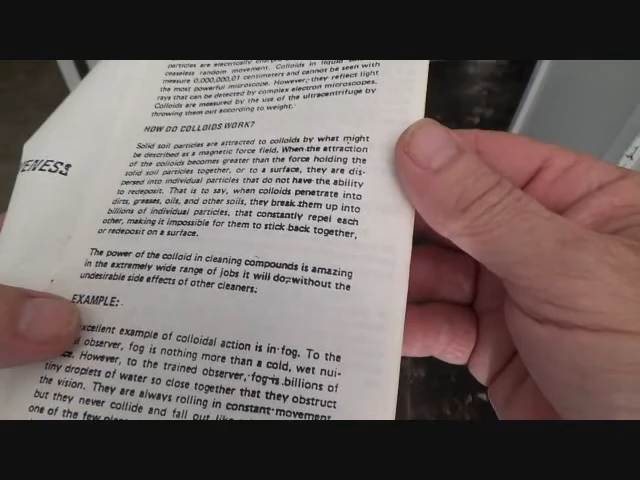 particles are electrically
ceaseless random movement. Colloids in liquid
measure 0,000,000,01 centimeters and cannot be seen with
the most powerful microscope. However, they reflect light
rays that can be detected by complex electron microscopes.
Colloids are measured by the use of the ultracentrifuge by
throwing them out according to weight.
HOW DO COLLOIDS WORK?
Solid soil particles are attracted to colloids by what might
be described as a magnetic force field. When the attraction
of the colloids becomes greater than the force holding the
solid soil particles together, or to a surface, they are dis-
persed into individual particles that do not have the ability
to redeposit. That is to say, when colloids penetrate into
dirts, greases, oils, and other soils, they break them up into
billions of individual particles, that constantly repel each
other, making it impossible for them to stick back together,
or redeposit on a surface.
ENESS
The power of the colloid in cleaning compounds is amazing
in the extremely wide range of jobs it will do, without the
undesirable side effects of other cleaners.
EXAMPLE:
excellent example of colloidal action is in fog. To the
observer, fog is nothing more than a cold, wet nui-
However, to the trained observer, fog is billions of
tiny droplets of water so close together that they obstruct
the vision. They are always rolling in constant movement
but they never collide and fall out
one of the few